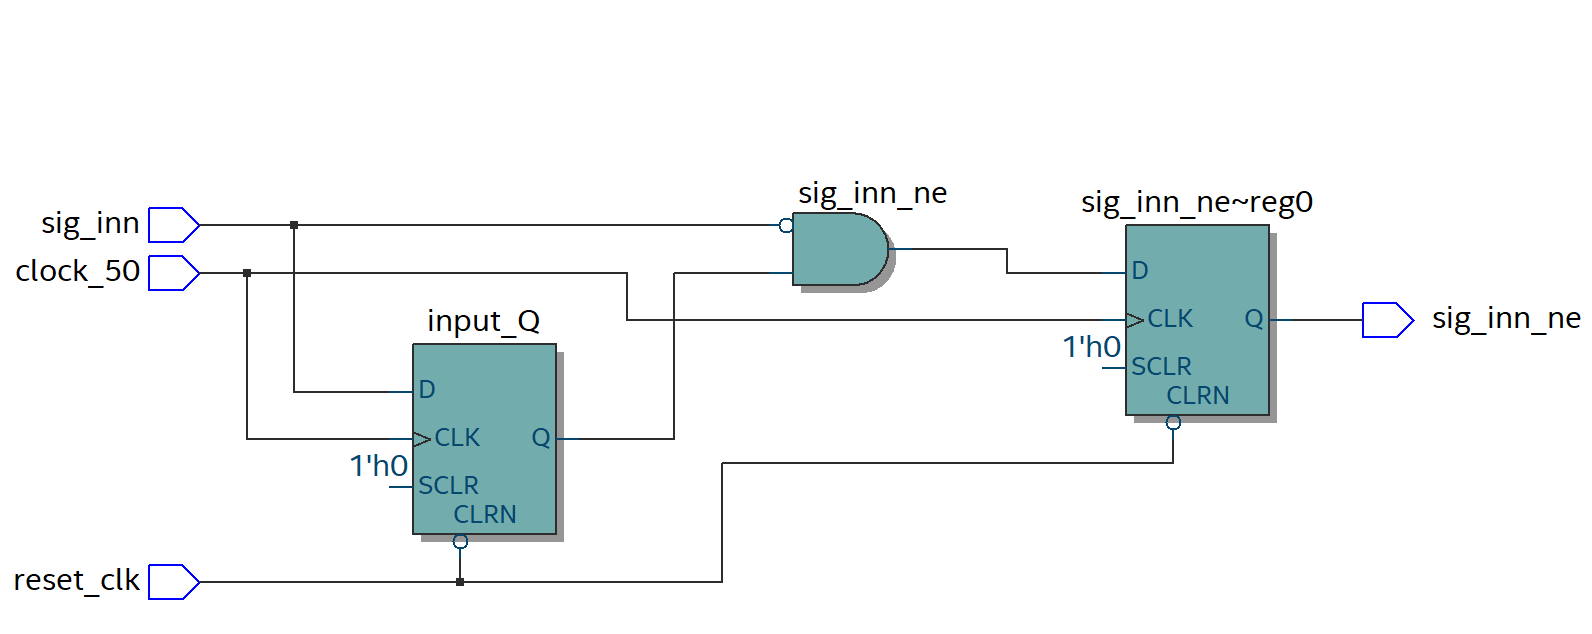 sig_inn
clock_50
reset_clk
input_Q
D
CLK
Q
1'h0
SCLR
CLRN
sig_inn_ne
sig_inn_ne~reg0
D
CLK
Q
1'h0
SCLR
CLRN
sig_inn_ne